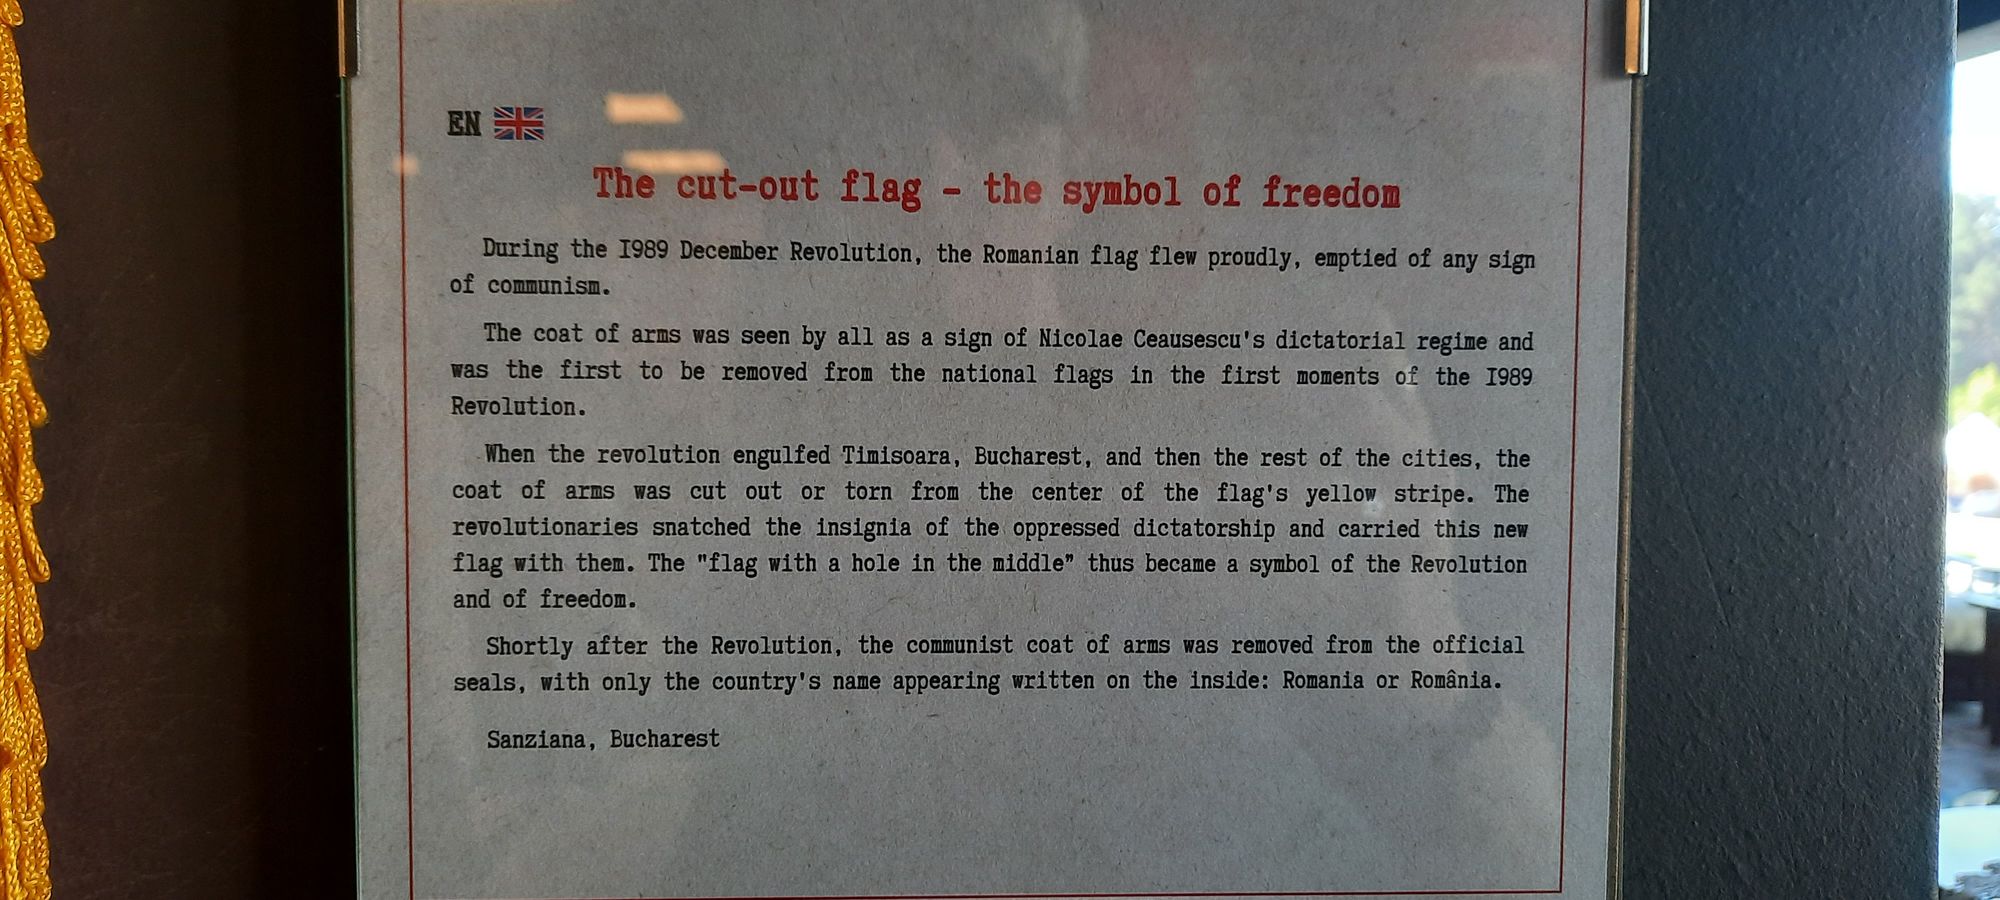 EN
The cut-out flag - the symbol of freedom
During the I989 December Revolution, the Romanian flag flew proudly, emptied of any sign
of communism.
The coat of arms was seen by all as a sign of Nicolae Ceausescu's dictatorial regime and
was the first to be removed from the national flags in the first moments of the I989
Revolution.
When the revolution engulfed Timisoara, Bucharest, and then the rest of the cities, the
coat of arms was cut out or torn from the center of the flag's yellow stripe. The
revolutionaries snatched the insignia of the oppressed dictatorship and carried this new
flag with them. The "flag with a hole in the middle" thus became a symbol of the Revolution
and of freedom.
Shortly after the Revolution, the communist coat of arms was removed from the official
seals, with only the country's name appearing written on the inside: Romania or România.
Sanziana, Bucharest